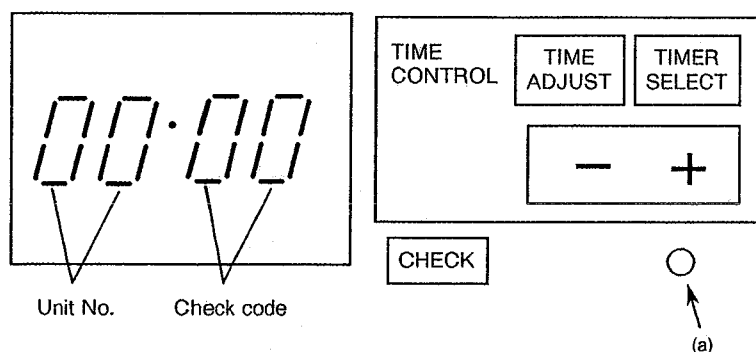 00.00
Unit No. Check code
TIME CONTROL
TIME ADJUST
TIMER SELECT
− +
CHECK
(a)